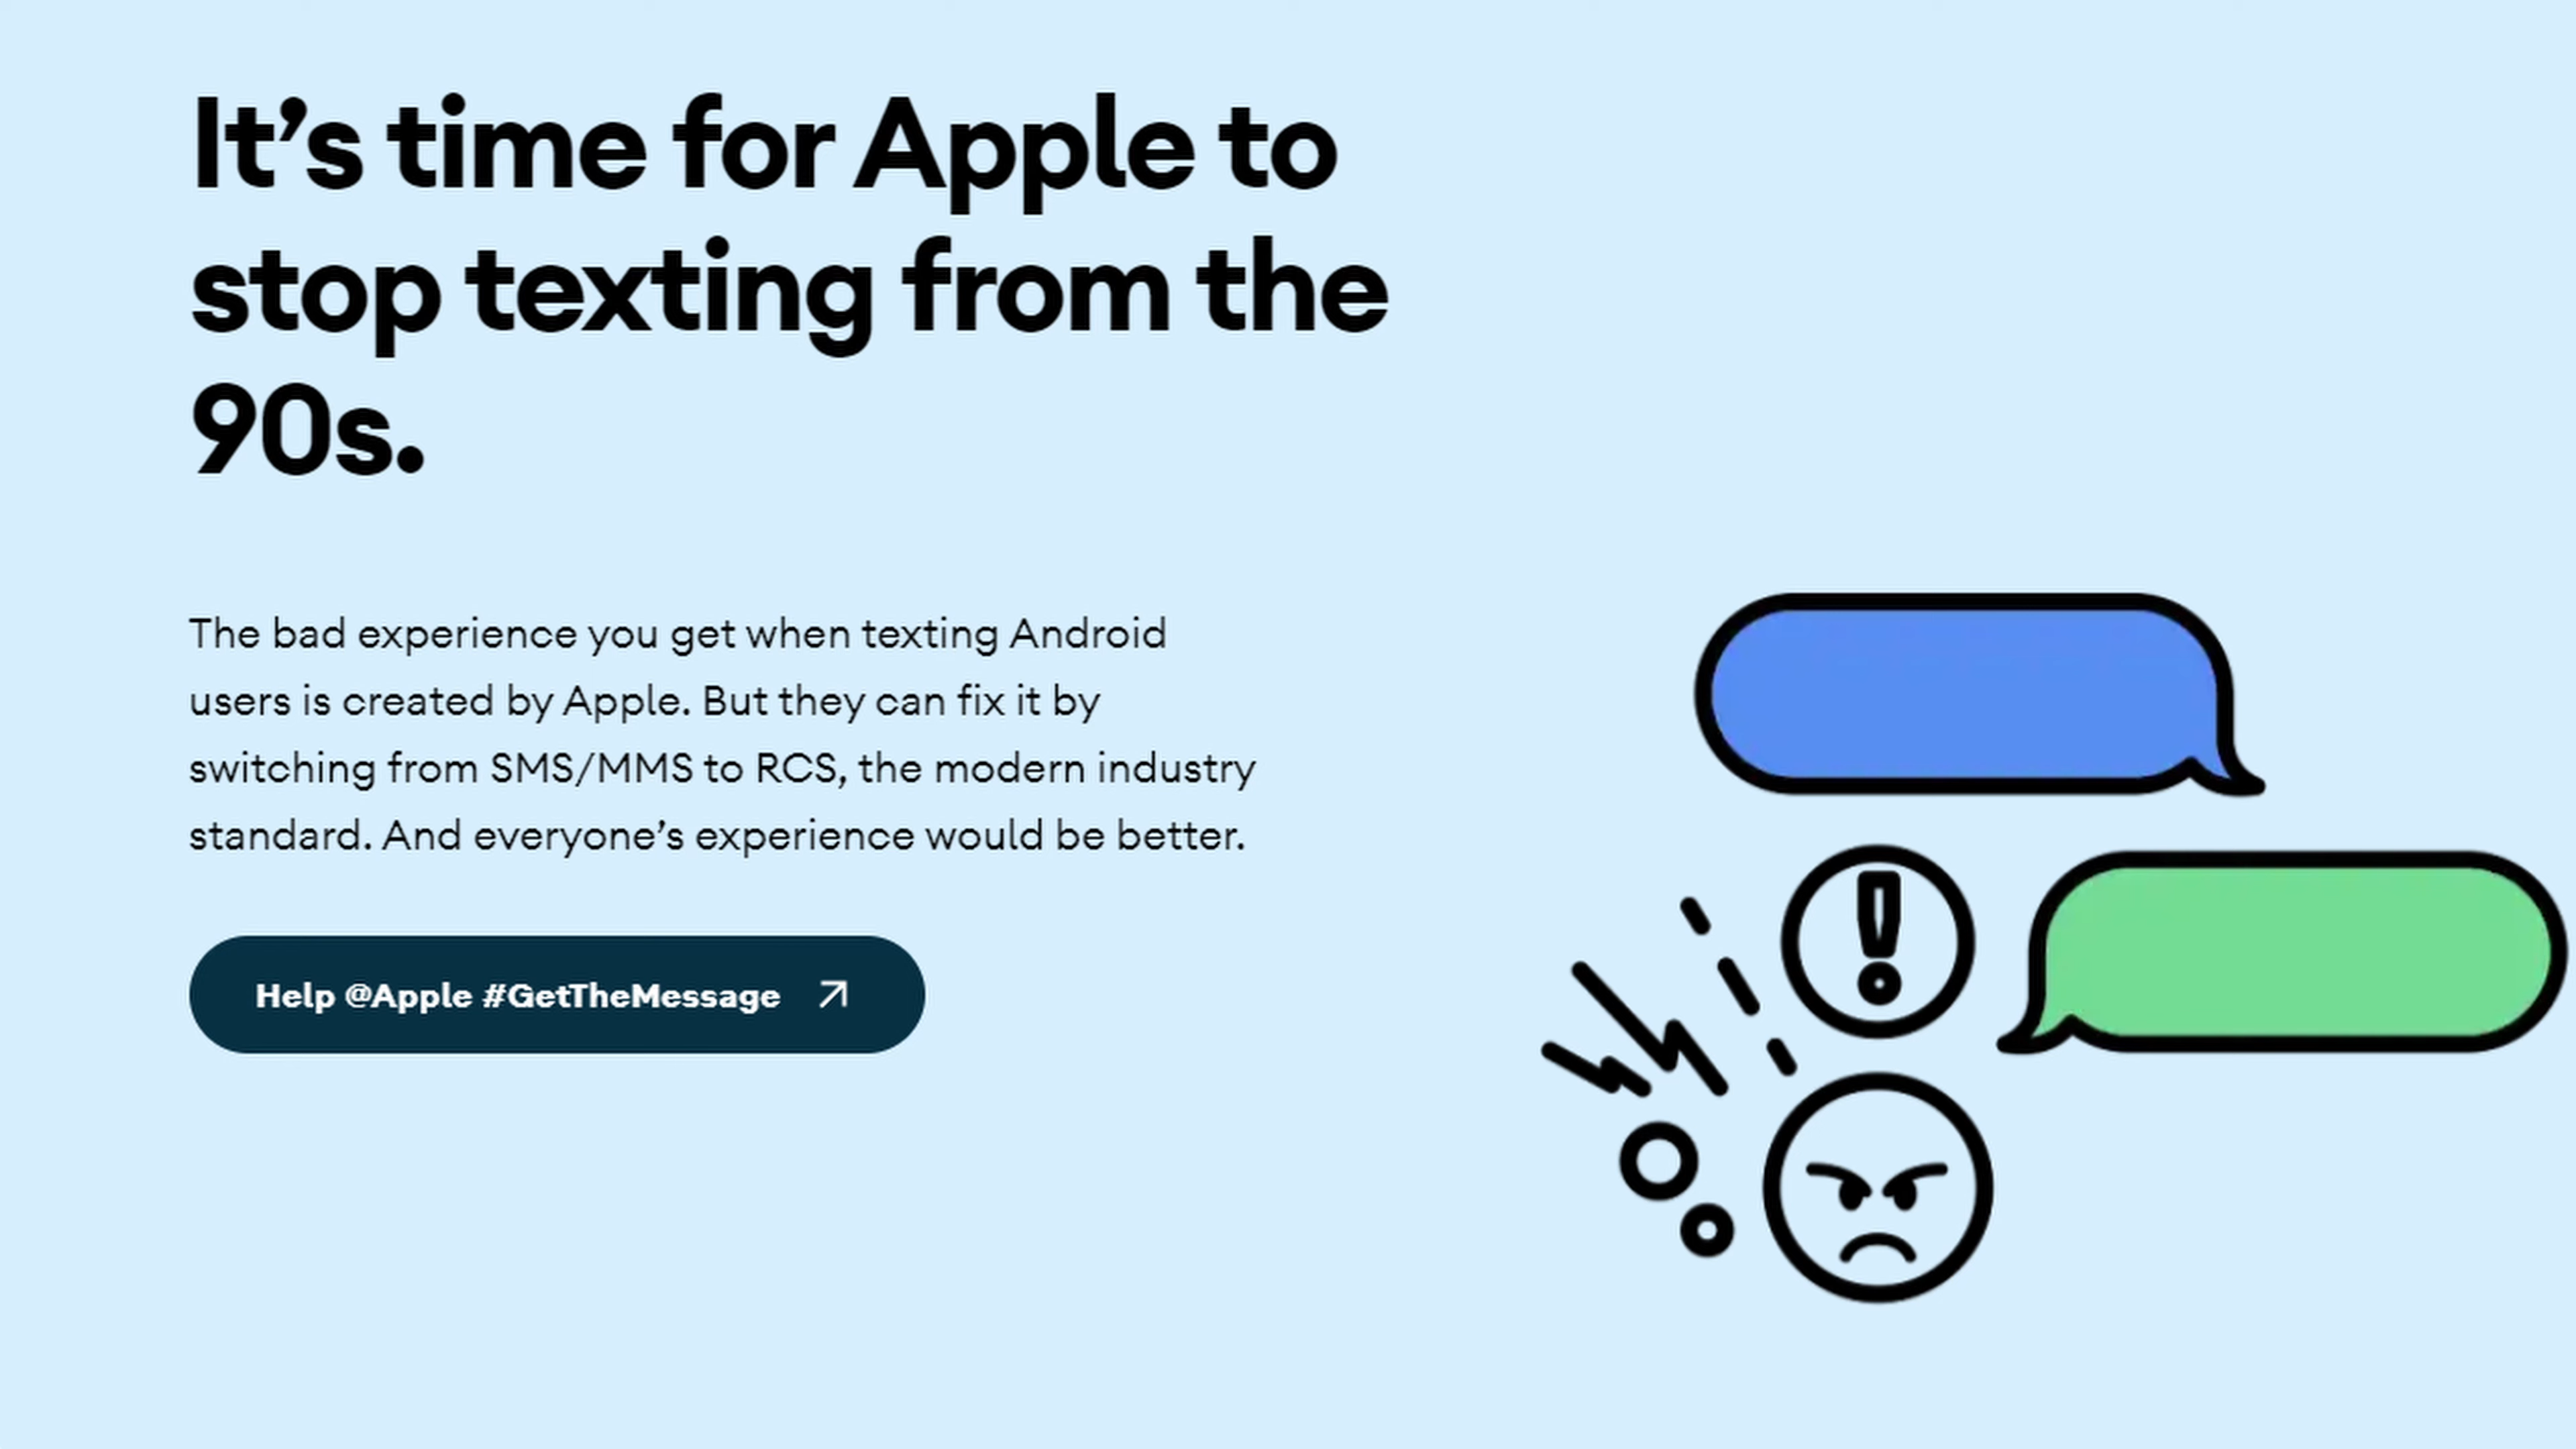 It’s time for Apple to
stop texting from the
90s.
The bad experience you get when texting Android
users is created by Apple. But they can fix it by
switching from SMS/MMS to RCS, the modern industry
standard. And everyone’s experience would be better.
Help @Apple #GetTheMessage